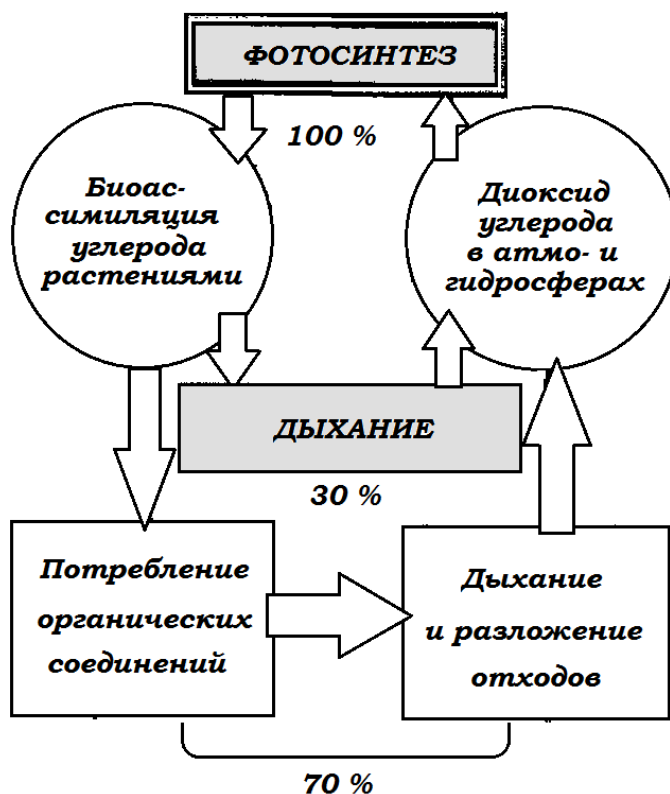 ФОТОСИНТЕЗ
100 %
Биоас-
симиляция
углерода
растениями
Диоксид
углерода
в атмо- и
гидросферах
ДЫХАНИЕ
30 %
Потребление
органических
соединений
Дыхание
и разложение
отходов
70 %